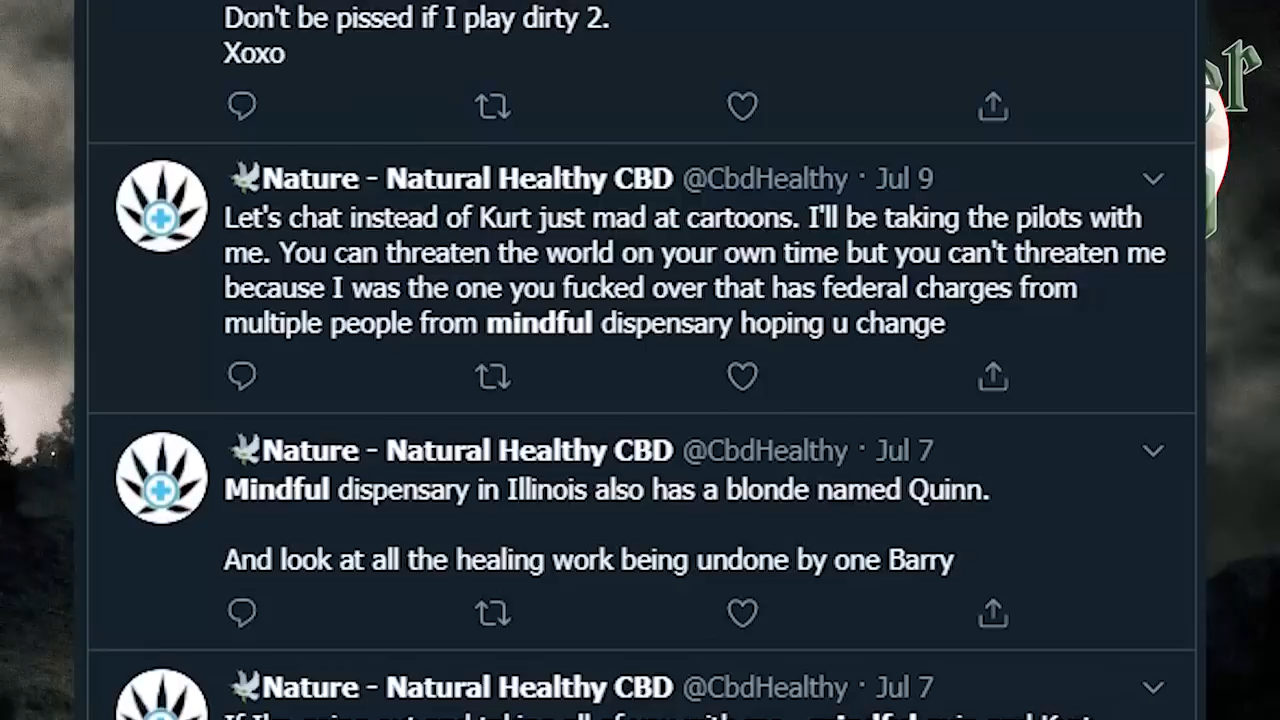 Don't be pissed if I play dirty 2.
Xoxo
er
Nature - Natural Healthy CBD @CbdHealthy · Jul 9
Let's chat instead of Kurt just mad at cartoons. I'll be taking the pilots with
me. You can threaten the world on your own time but you can't threaten me
because I was the one you fucked over that has federal charges from
multiple people from mindful dispensary hoping u change
Nature - Natural Healthy CBD @CbdHealthy · Jul 7
Mindful dispensary in Illinois also has a blonde named Quinn.
And look at all the healing work being undone by one Barry
Nature - Natural Healthy CBD @CbdHealthy · Jul 7